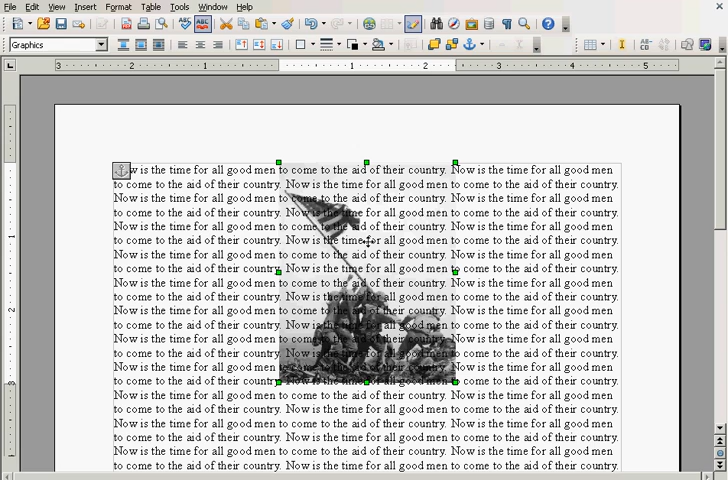 File Edit View Insert Format Table Tools Window Help
ABC ABC
Graphics
3 2 1 1 2 3 4 5
ow is the time for all good men to come to the aid of their country. Now is the time for all good men
to come to the aid of their country. Now is the time for all good men to come to the aid of their country.
Now is the time for all good men to come to the aid of their country. Now is the time for all good men
to come to the aid of their country. Now is the time for all good men to come to the aid of their country.
Now is the time for all good men to come to the aid of their country. Now is the time for all good men
to come to the aid of their country. Now is the time for all good men to come to the aid of their country.
Now is the time for all good men to come to the aid of their country. Now is the time for all good men
to come to the aid of their country. Now is the time for all good men to come to the aid of their country.
Now is the time for all good men to come to the aid of their country. Now is the time for all good men
to come to the aid of their country. Now is the time for all good men to come to the aid of their country.
Now is the time for all good men to come to the aid of their country. Now is the time for all good men
to come to the aid of their country. Now is the time for all good men to come to the aid of their country.
Now is the time for all good men to come to the aid of their country. Now is the time for all good men
to come to the aid of their country. Now is the time for all good men to come to the aid of their country.
Now is the time for all good men to come to the aid of their country. Now is the time for all good men
to come to the aid of their country. Now is the time for all good men to come to the aid of their country.
Now is the time for all good men to come to the aid of their country. Now is the time for all good men
to come to the aid of their country. Now is the time for all good men to come to the aid of their country.
Now is the time for all good men to come to the aid of their country. Now is the time for all good men
to come to the aid of their country. Now is the time for all good men to come to the aid of their country.
Now is the time for all good men to come to the aid of their country. Now is the time for all good men
to come to the aid of their country. Now is the time for all good men to come to the aid of their country.
1
2
3